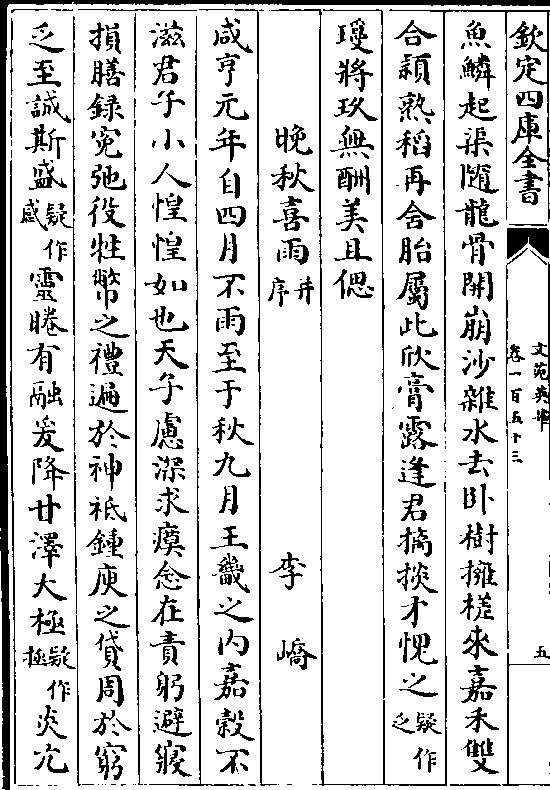 欽定四庫全書
文苑英華
卷一百五十三
五
魚鱗起渠隨龍骨開崩沙雜水去臥樹擁槎來嘉禾雙
合穎熟稻再含胎屬此欣膏露逢君摛掞才愧之疑作乏
瓊將玖無酬美且偲
晚秋喜雨并序
李嶠
咸亨元年自四月不雨至于秋九月王畿之内嘉穀不
滋君子小人惶惶如也天子慮深求瘼念在責躬避寢
損膳録寃弛役牲幣之禮遍於神祗鍾庾之貸周於窮
乏至誠斯盛疑作感靈睠有融爰降甘澤大極疑作拯炎亢